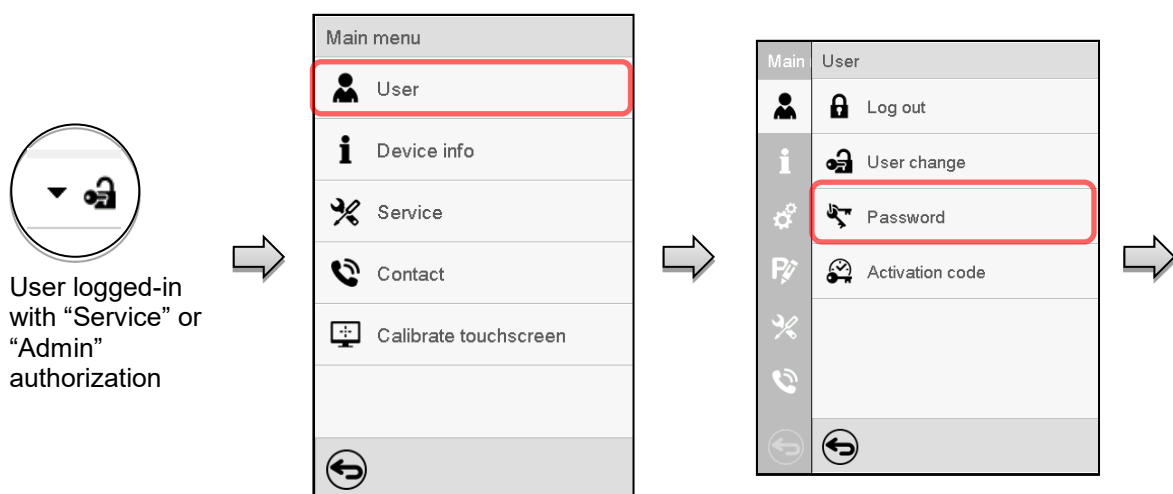 User logged-in
with “Service” or
“Admin”
authorization
Main menu
User
Device info
Service
Contact
Calibrate touchscreen
Main
User
Log out
User change
Password
Activation code